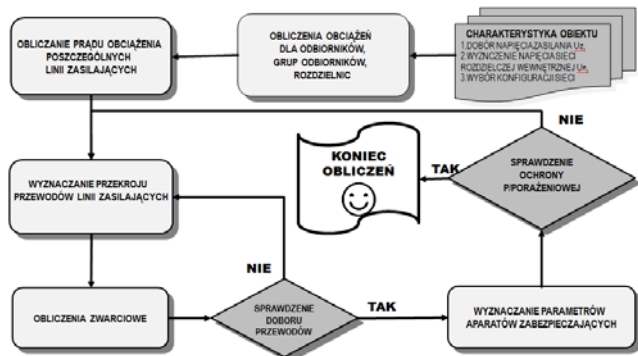 OBLICZANIE PRĄDU OBCIĄŻENIA
POSZCZEGÓLNYCH
LINII ZASILAJĄCYCH
OBLICZENIA OBCIĄŻEŃ
DLA ODBIORNIKÓW,
GRUP ODBIORNIKÓW,
ROZDZIELNIC
CHARAKTERYSTYKA OBIEKTU
1.DOBÓR NAPIĘCIA ZASILANIA Uz,
2.WYZNCZENIE NAPIĘCIA SIECI
ROZDZIELCZEJ WEWNĘTRZNEJ Un,
3.WYBÓR KONFIGURACJI SIECI
NIE
KONIEC
OBLICZEŃ
TAK
SPRAWDZENIE
OCHRONY
P/PORAŻENIOWEJ
WYZNACZANIE PRZEKROJU
PRZEWODÓW LINII ZASILAJĄCYCH
NIE
OBLICZENIA ZWARCIOWE
SPRAWDZENIE
DOBORU
PRZEWODÓW
TAK
WYZNACZANIE PARAMETRÓW
APARATÓW ZABEZPIECZAJĄCYCH